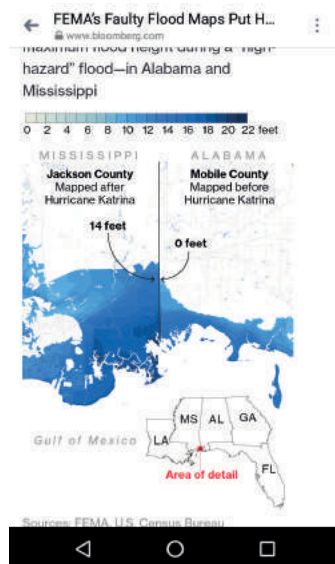 FEMA's Faulty Flood Maps Put H...
www.bloomberg.com
maximum flood height during a "high-
hazard" flood—in Alabama and
Mississippi
0 2 4 6 8 10 12 14 16 18 20 22 feet
MISSISSIPPI ALABAMA
Jackson County
Mapped after
Hurricane Katrina
Mobile County
Mapped before
Hurricane Katrina
14 feet
0 feet
MS AL GA
Gulf of Mexico LA
FL
Area of detail
Sources: FEMA, U.S. Census Bureau